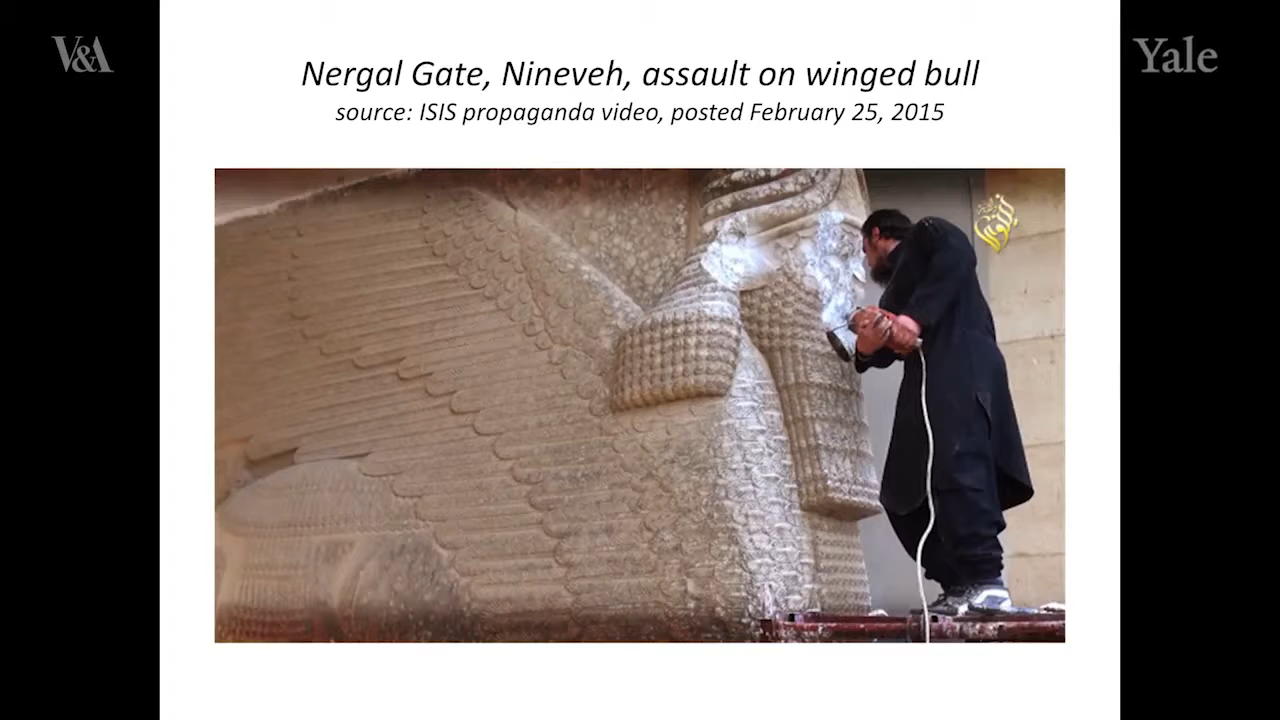 V&A
Yale
Nergal Gate, Nineveh, assault on winged bull
source: ISIS propaganda video, posted February 25, 2015